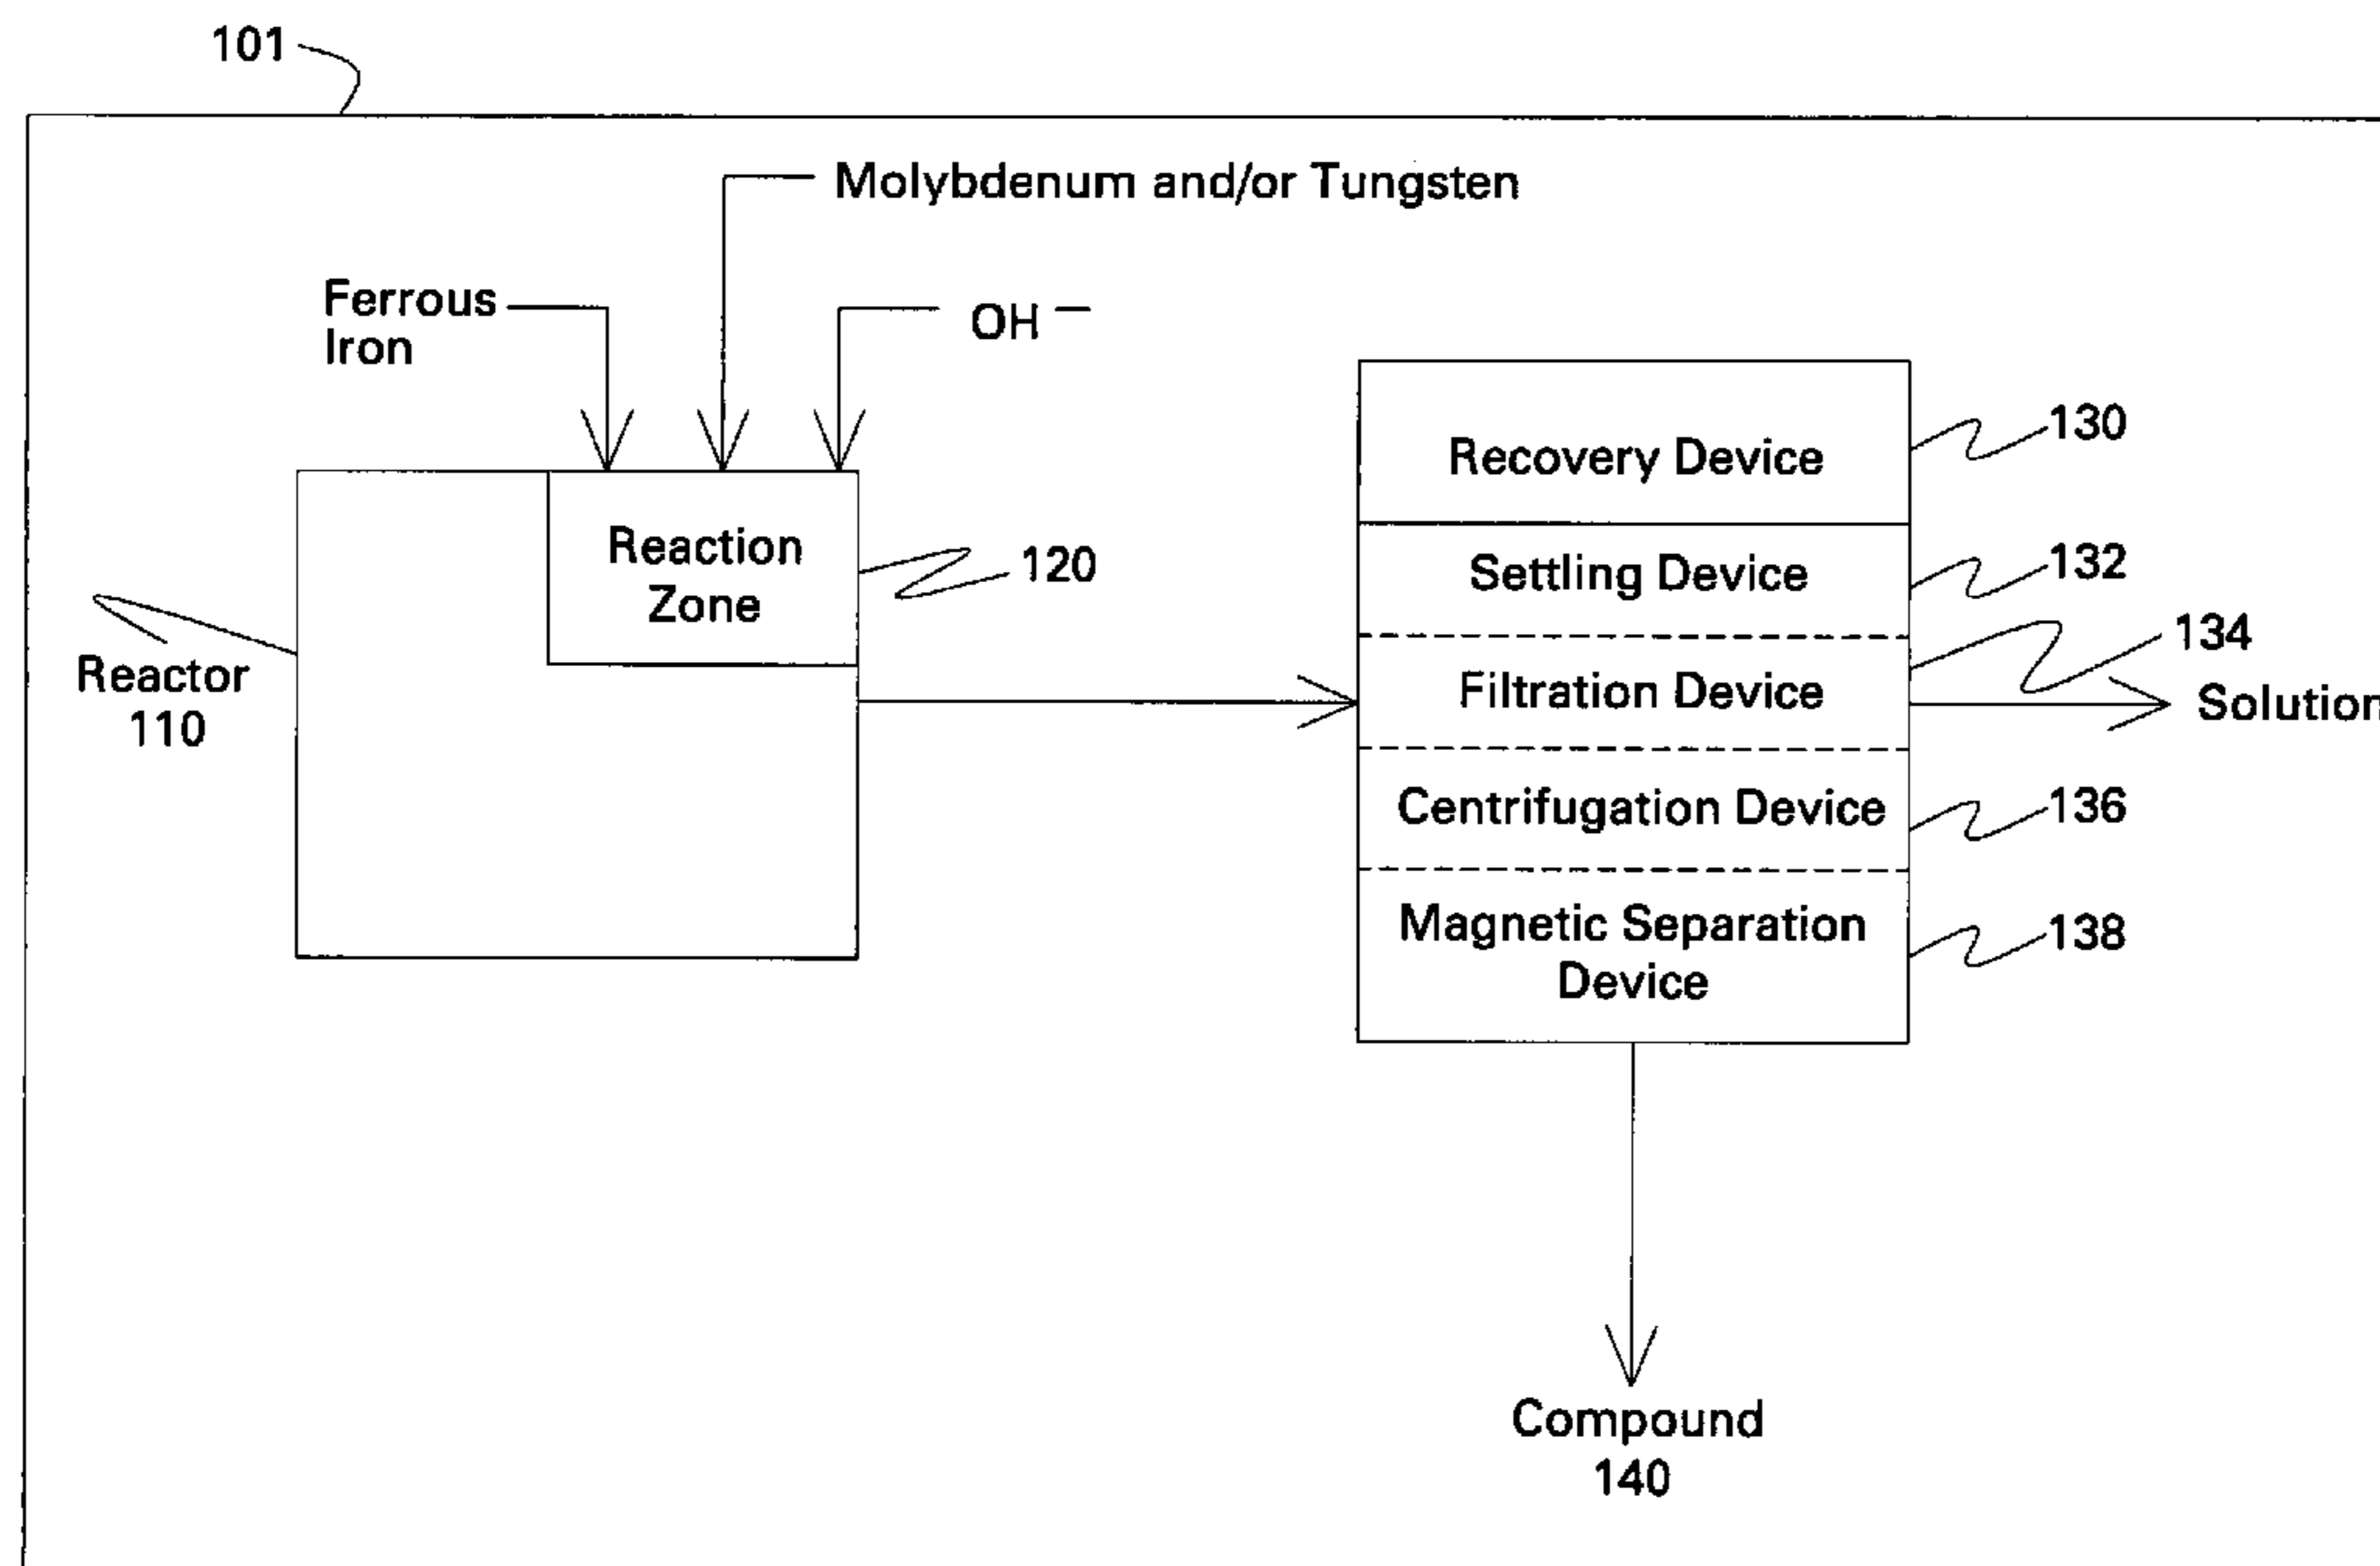 101
Molybdenum and/or Tungsten
Ferrous
Iron
OH −
Recovery Device
130
Reaction
Zone
120
Settling Device
132
134
Reactor
110
Filtration Device
Solution
Centrifugation Device
136
Magnetic Separation
Device
138
Compound
140